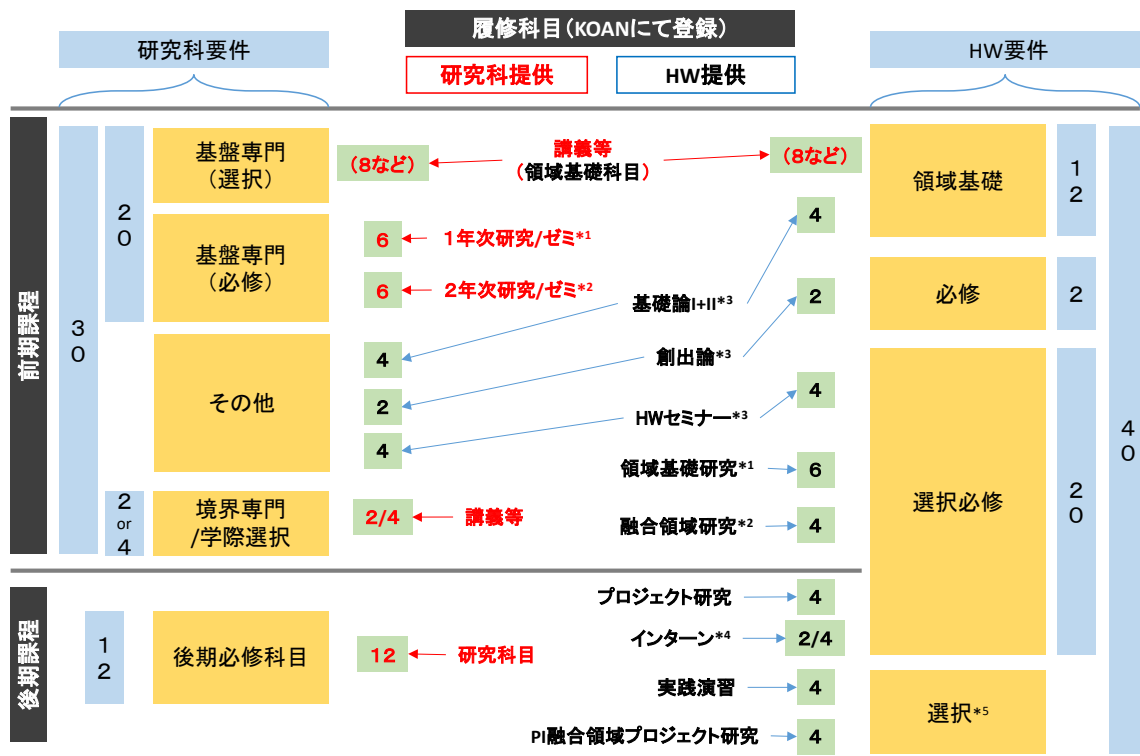 履修科目（KOANにて登録）
研究科要件
HW要件
研究科提供
HW提供
前期課程
30
20
基盤専門
（選択）
（8など）
講義等
（領域基礎科目）
（8など）
領域基礎
12
4
基盤専門
（必修）
6
1年次研究/ゼミ*1
6
2年次研究/ゼミ*2
基礎論I+II*3
2
必修
2
その他
4
創出論*3
2
HWセミナー*3
4
4
選択必修
20
40
領域基礎研究*1
6
2
or
4
境界専門
/学際選択
2/4
講義等
融合領域研究*2
4
後期課程
プロジェクト研究
4
12
後期必修科目
12
研究科目
インターン*4
2/4
実践演習
4
選択*5
PI融合領域プロジェクト研究
4